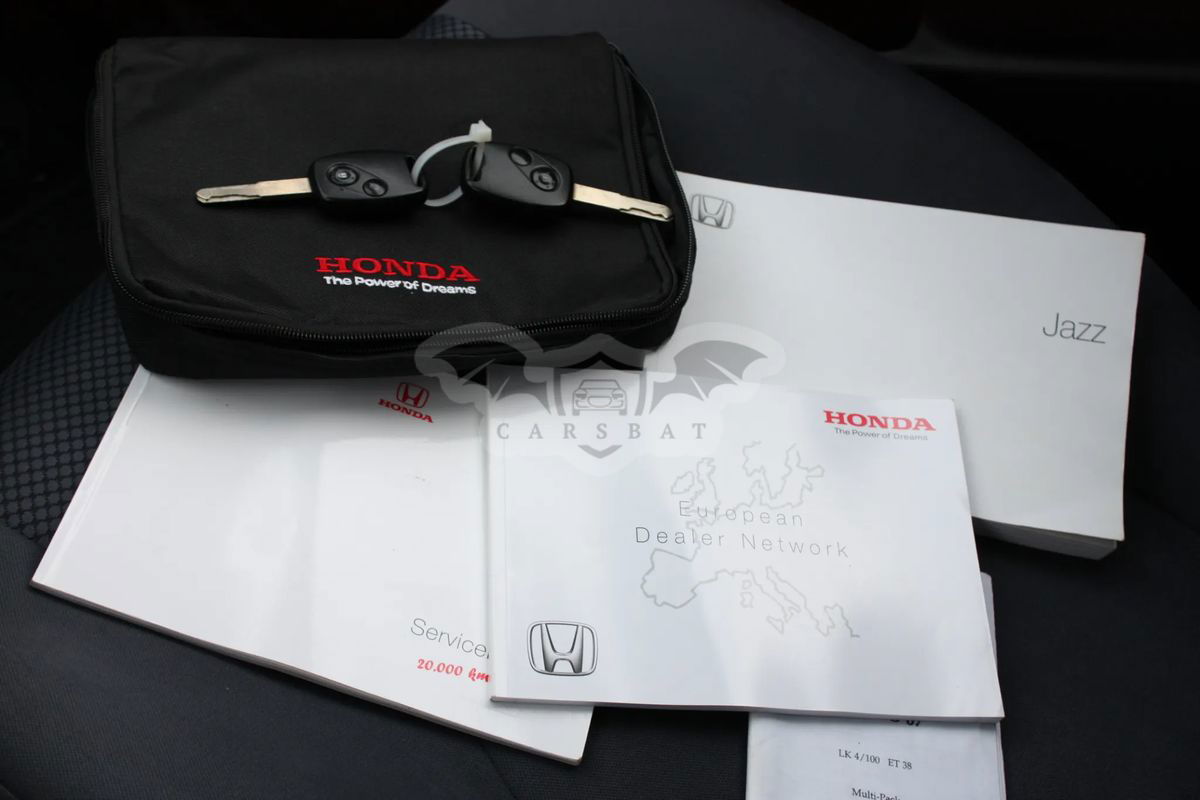 HONDA
The Power of Dreams
Jazz
HONDA
HONDA
The Power of Dreams
CARSBAT
European
Dealer Network
Service
20.000 km
LK 4/100 ET 38